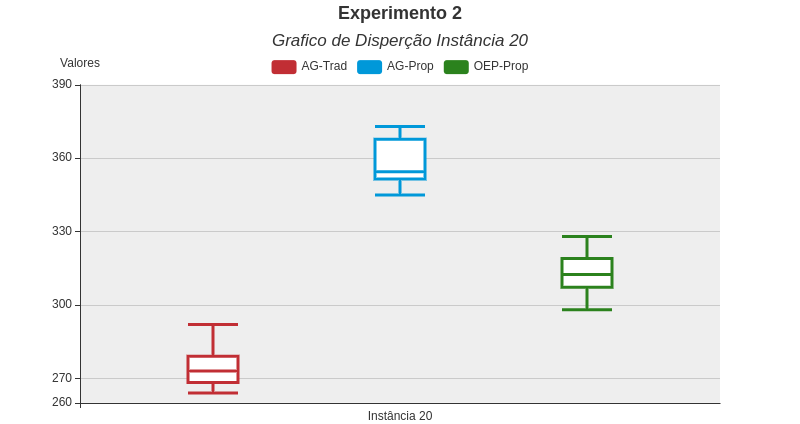 Experimento 2
Grafico de Disperção Instância 20
Valores
AG-Trad AG-Prop OEP-Prop
390
360
330
300
270
260
Instância 20